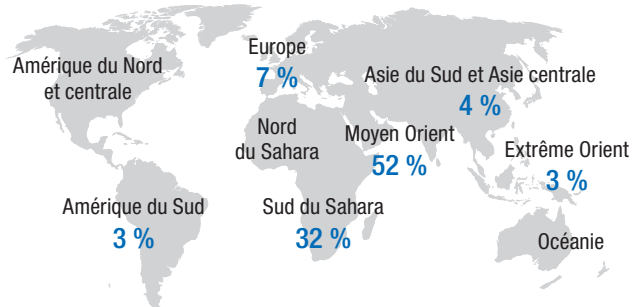 Europe
7 %
Amérique du Nord
et centrale
Asie du Sud et Asie centrale
4 %
Nord
du Sahara
Moyen Orient
52 %
Extrême Orient
3 %
Amérique du Sud
3 %
Sud du Sahara
32 %
Océanie